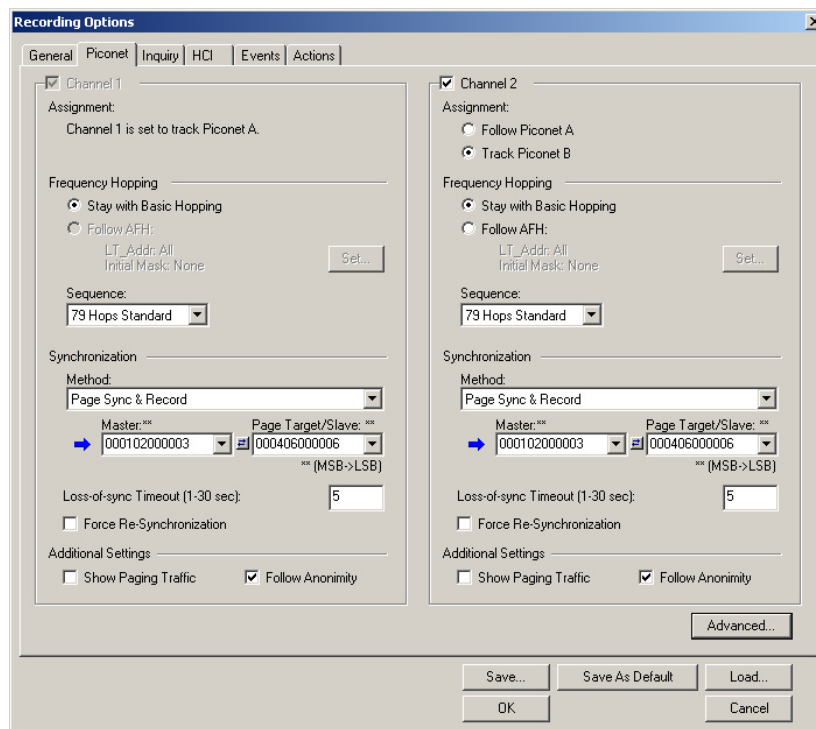 Recording Options
General Piconet Inquiry HCI Events Actions
Channel 1
Assignment:
Channel 1 is set to track Piconet A.
Frequency Hopping
Stay with Basic Hopping
Follow AFH:
LT_Addr: All
Initial Mask: None
Set...
Sequence:
79 Hops Standard
Synchronization
Method:
Page Sync & Record
Master:** Page Target/Slave: **
000102000003 000406000006
** (MSB->LSB)
Loss-of-sync Timeout (1-30 sec): 5
Force Re-Synchronization
Additional Settings
Show Paging Traffic Follow Anonimity
Channel 2
Assignment:
Follow Piconet A
Track Piconet B
Frequency Hopping
Stay with Basic Hopping
Follow AFH:
LT_Addr: All
Initial Mask: None
Set...
Sequence:
79 Hops Standard
Synchronization
Method:
Page Sync & Record
Master:** Page Target/Slave: **
000102000003 000406000006
** (MSB->LSB)
Loss-of-sync Timeout (1-30 sec): 5
Force Re-Synchronization
Additional Settings
Show Paging Traffic Follow Anonimity
Advanced...
Save... Save As Default Load...
OK Cancel